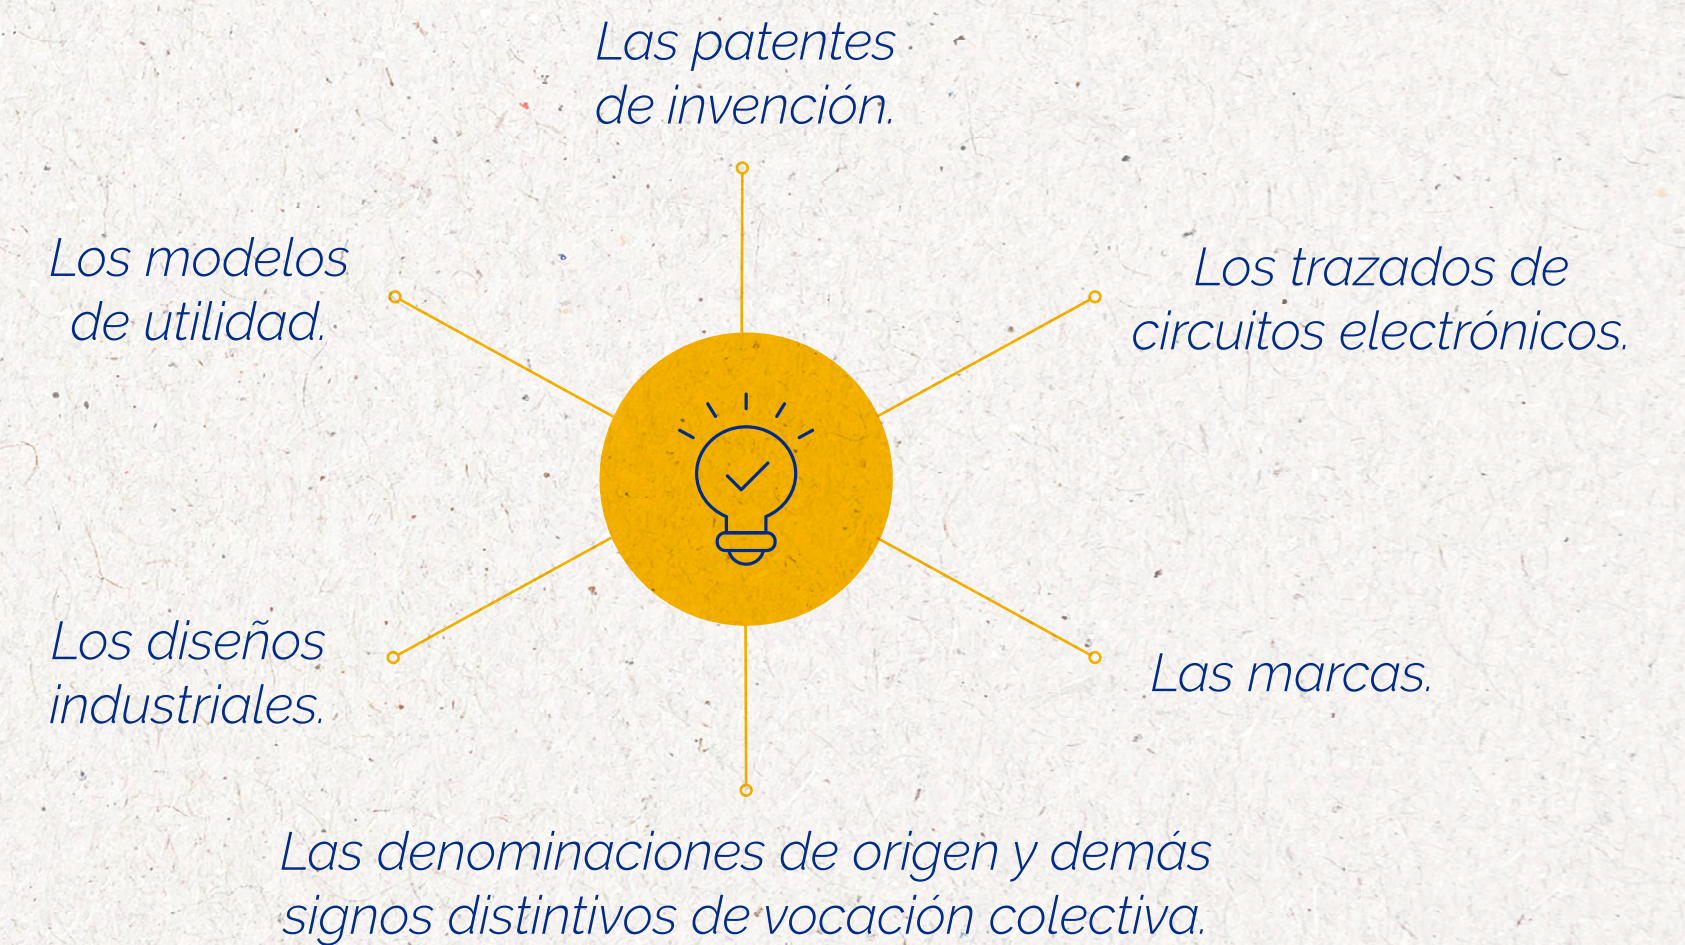 Las patentes
de invención.
Los modelos
de utilidad.
Los trazados de
circuitos electrónicos.
Los diseños
industriales.
Las marcas.
Las denominaciones de origen y demás
signos distintivos de vocación colectiva.